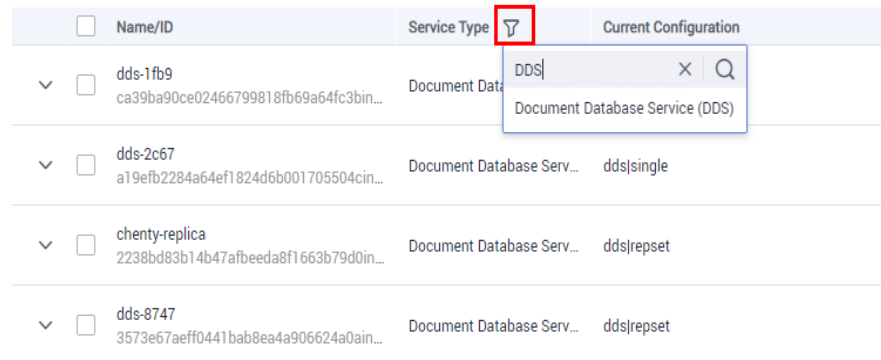 Name/ID Service Type Current Configuration
DDS
dds-1fb9
ca39ba90ce02466799818fb69a64fc3bin...
Document Data
Document Database Service (DDS)
dds-2c67
a19efb2284a64ef1824d6b001705504cin...
Document Database Serv... dds|single
chenty-replica
2238bd83b14b47afbeeda8f1663b79d0in...
Document Database Serv... dds|repset
dds-8747
3573e67aeff0441bab8ea4a906624a0ain...
Document Database Serv... dds|repset